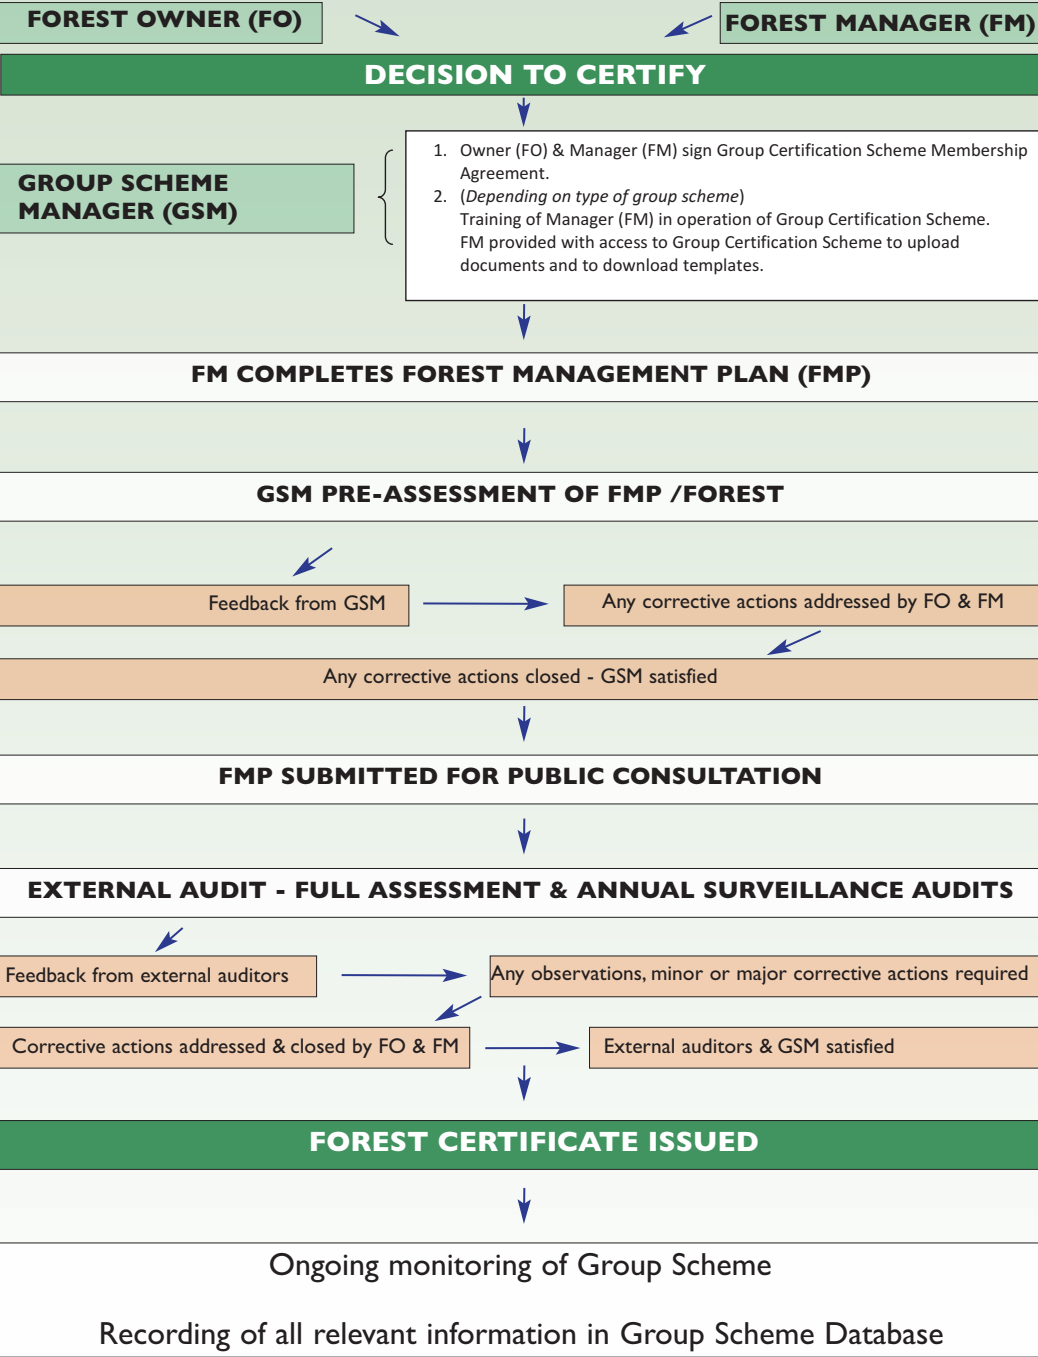 FOREST OWNER (FO)
FOREST MANAGER (FM)
DECISION TO CERTIFY
GROUP SCHEME
MANAGER (GSM)
1. Owner (FO) & Manager (FM) sign Group Certification Scheme Membership
Agreement.
2. (Depending on type of group scheme)
Training of Manager (FM) in operation of Group Certification Scheme.
FM provided with access to Group Certification Scheme to upload
documents and to download templates.
FM COMPLETES FOREST MANAGEMENT PLAN (FMP)
GSM PRE-ASSESSMENT OF FMP /FOREST
Feedback from GSM
Any corrective actions addressed by FO & FM
Any corrective actions closed - GSM satisfied
FMP SUBMITTED FOR PUBLIC CONSULTATION
EXTERNAL AUDIT - FULL ASSESSMENT & ANNUAL SURVEILLANCE AUDITS
Feedback from external auditors
Any observations, minor or major corrective actions required
Corrective actions addressed & closed by FO & FM
External auditors & GSM satisfied
FOREST CERTIFICATE ISSUED
Ongoing monitoring of Group Scheme
Recording of all relevant information in Group Scheme Database